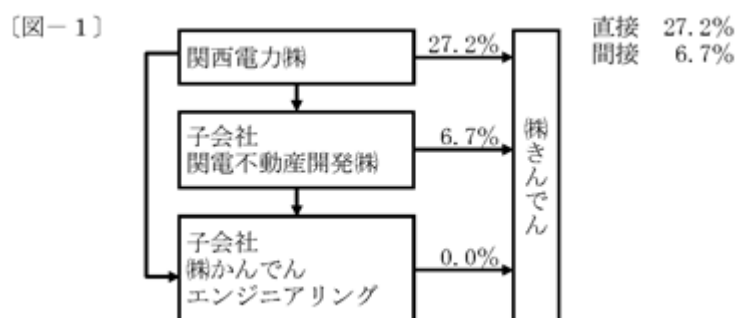 〔図－1〕
関西電力㈱
27.2%
直接 27.2%
間接 6.7%
子会社
関電不動産開発㈱
6.7%
㈱きんでん
子会社
㈱かんでん
エンジニアリング
0.0%